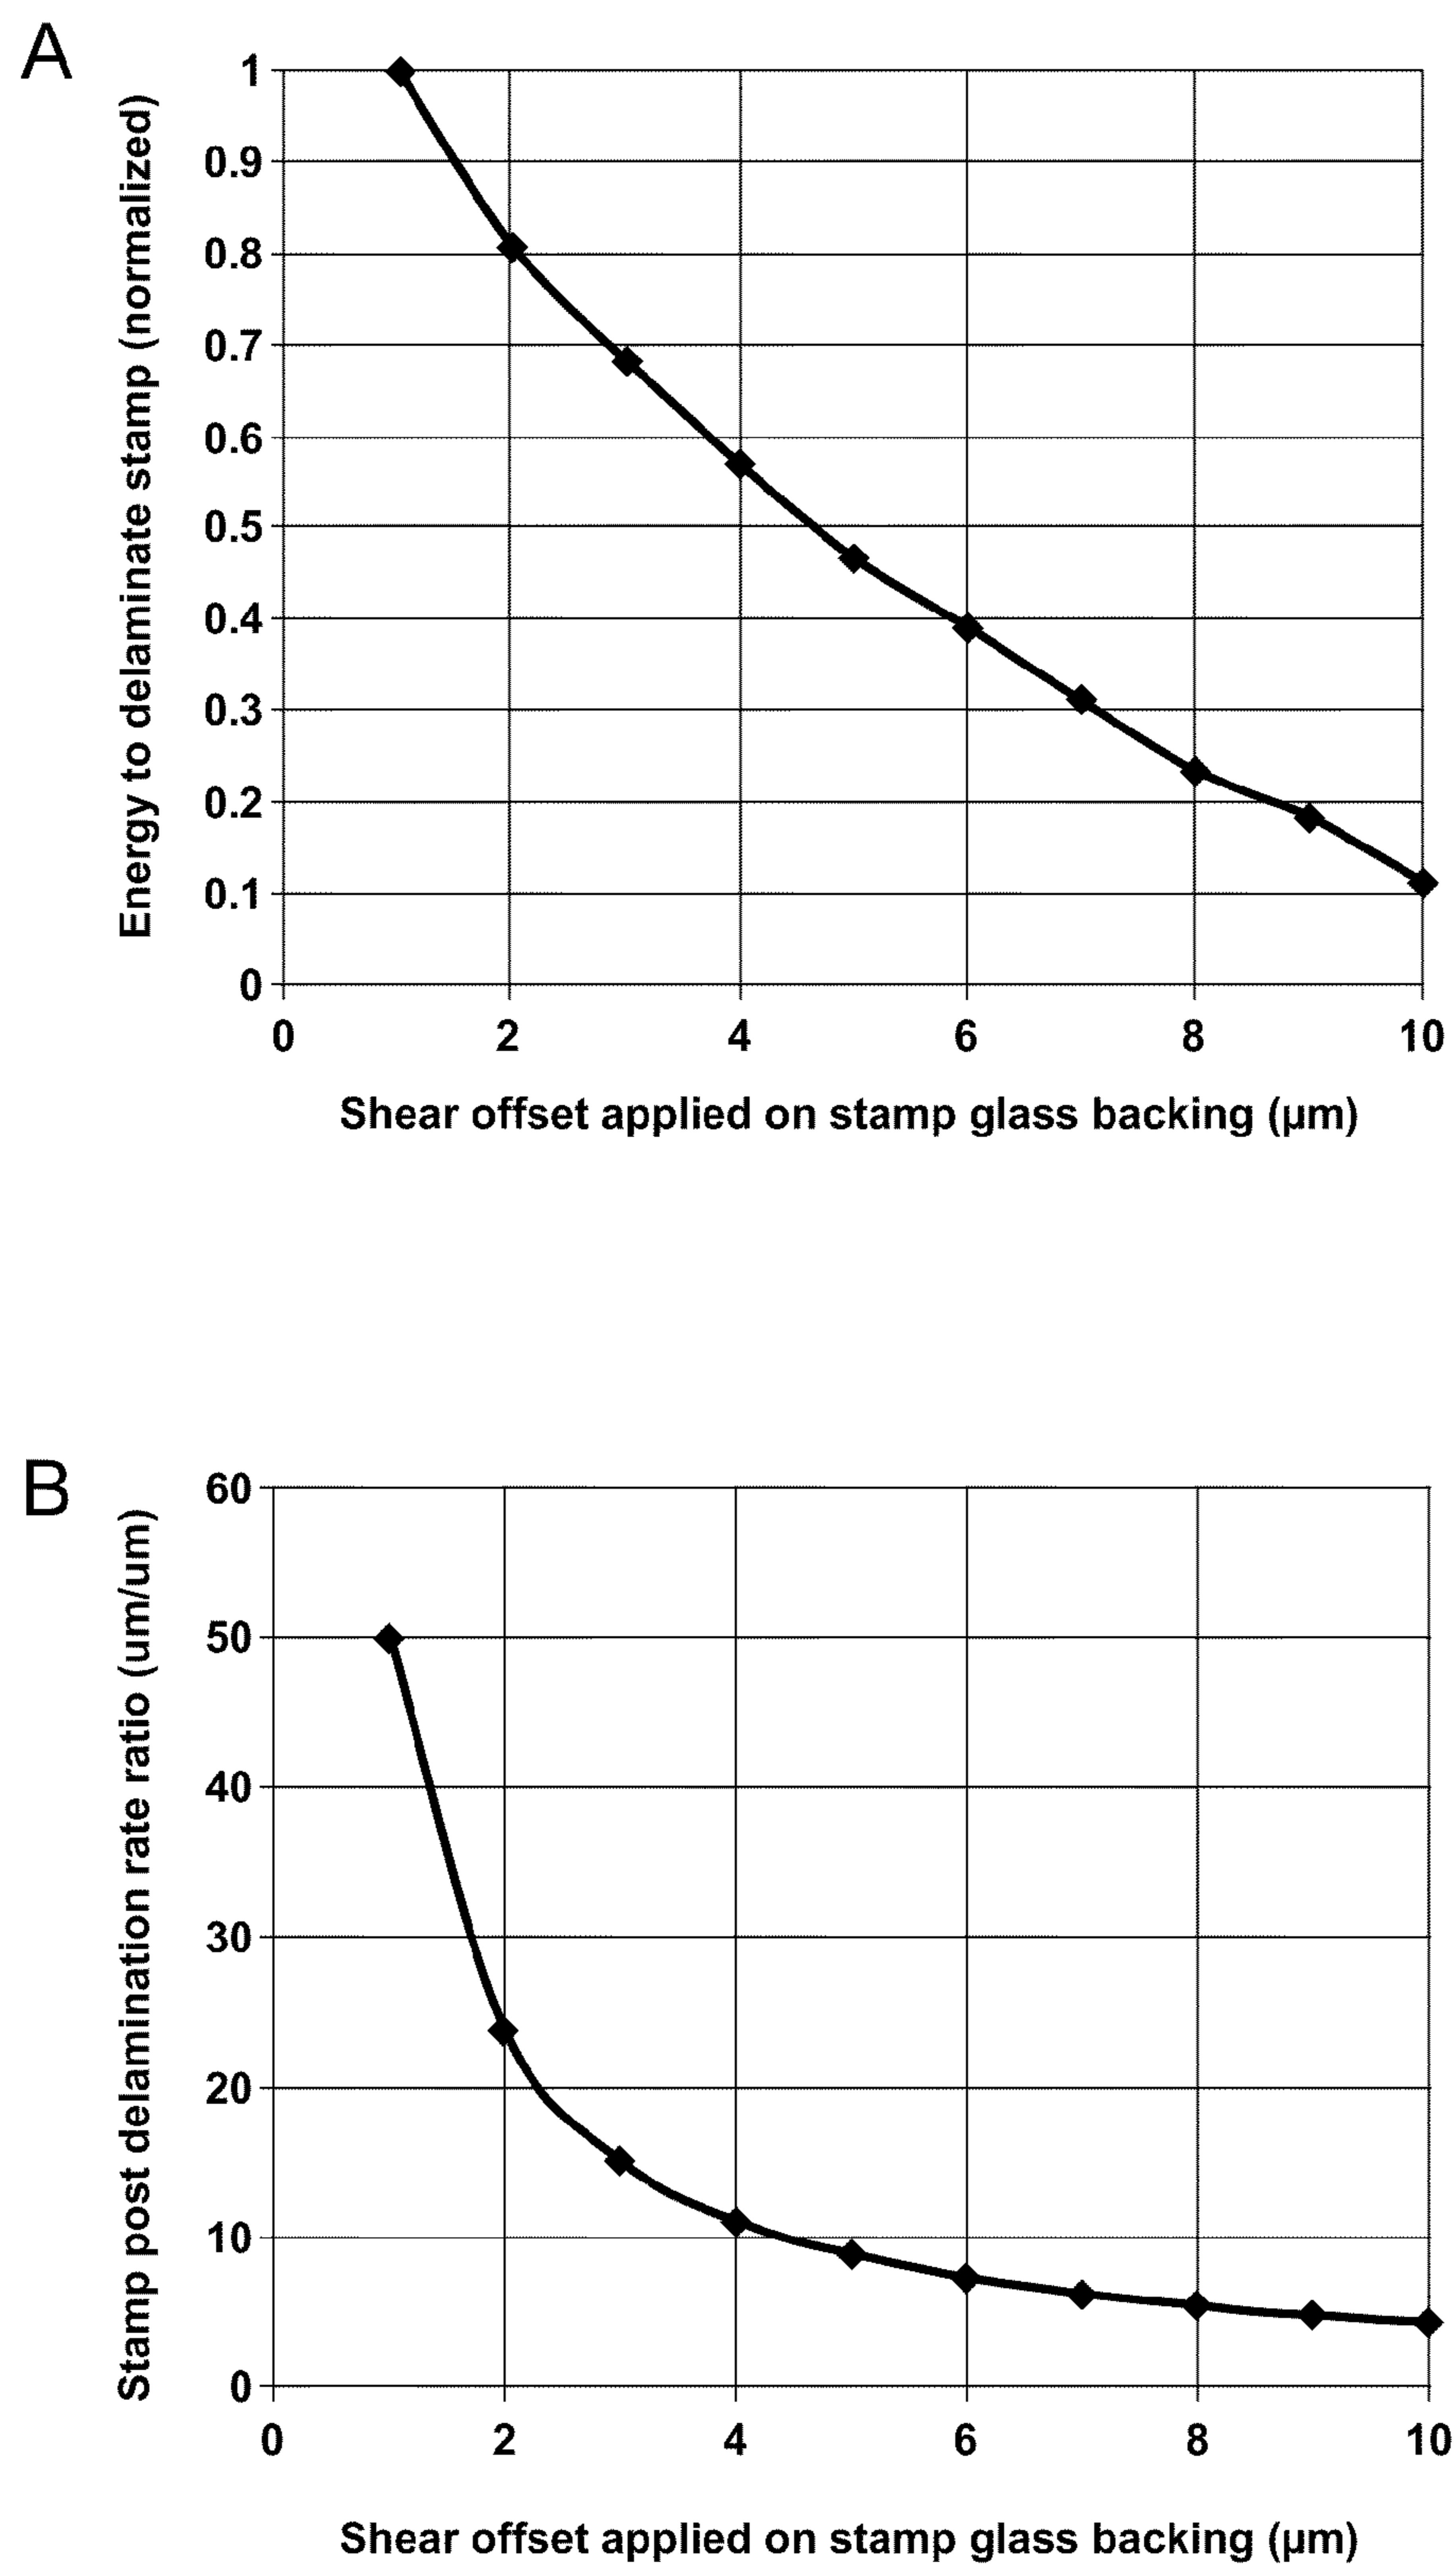 A
Energy to delaminate stamp (normalized)
1
0.9
0.8
0.7
0.6
0.5
0.4
0.3
0.2
0.1
0
0 2 4 6 8 10
Shear offset applied on stamp glass backing (μm)
B
Stamp post delamination rate ratio (um/um)
60
50
40
30
20
10
0
0 2 4 6 8 10
Shear offset applied on stamp glass backing (μm)